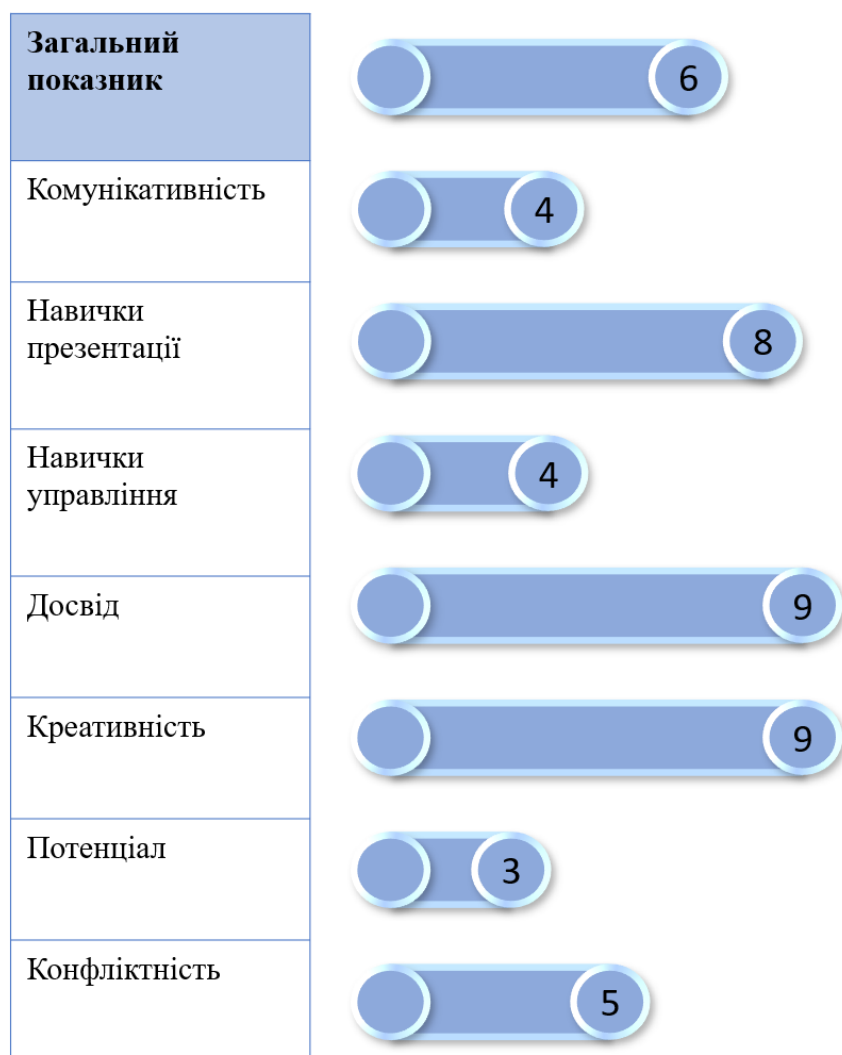 Загальний
показник
6
Комунікативність
4
Навички
презентації
8
Навички
управління
4
Досвід
9
Креативність
9
Потенціал
3
Конфліктність
5